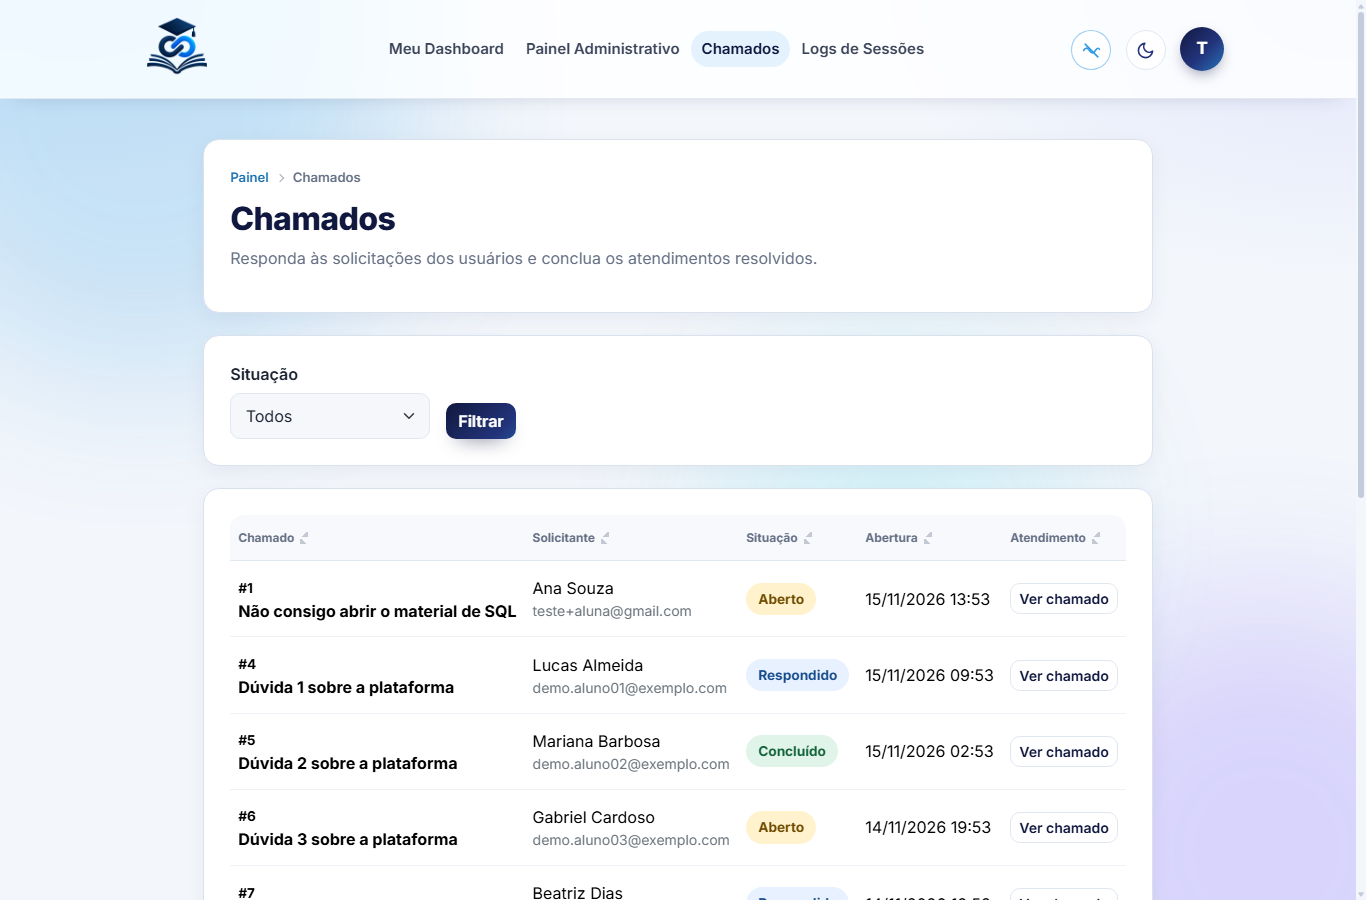 Meu Dashboard Painel Administrativo Chamados Logs de Sessões T
Painel > Chamados
Chamados
Responda às solicitações dos usuários e conclua os atendimentos resolvidos.
Situação
Todos
Filtrar
Chamado Solicitante Situação Abertura Atendimento
#1
Não consigo abrir o material de SQL
Ana Souza
teste+aluna@gmail.com
Aberto
15/11/2026 13:53
Ver chamado
#4
Dúvida 1 sobre a plataforma
Lucas Almeida
demo.aluno01@exemplo.com
Respondido
15/11/2026 09:53
Ver chamado
#5
Dúvida 2 sobre a plataforma
Mariana Barbosa
demo.aluno02@exemplo.com
Concluído
15/11/2026 02:53
Ver chamado
#6
Dúvida 3 sobre a plataforma
Gabriel Cardoso
demo.aluno03@exemplo.com
Aberto
14/11/2026 19:53
Ver chamado
#7
Beatriz Dias